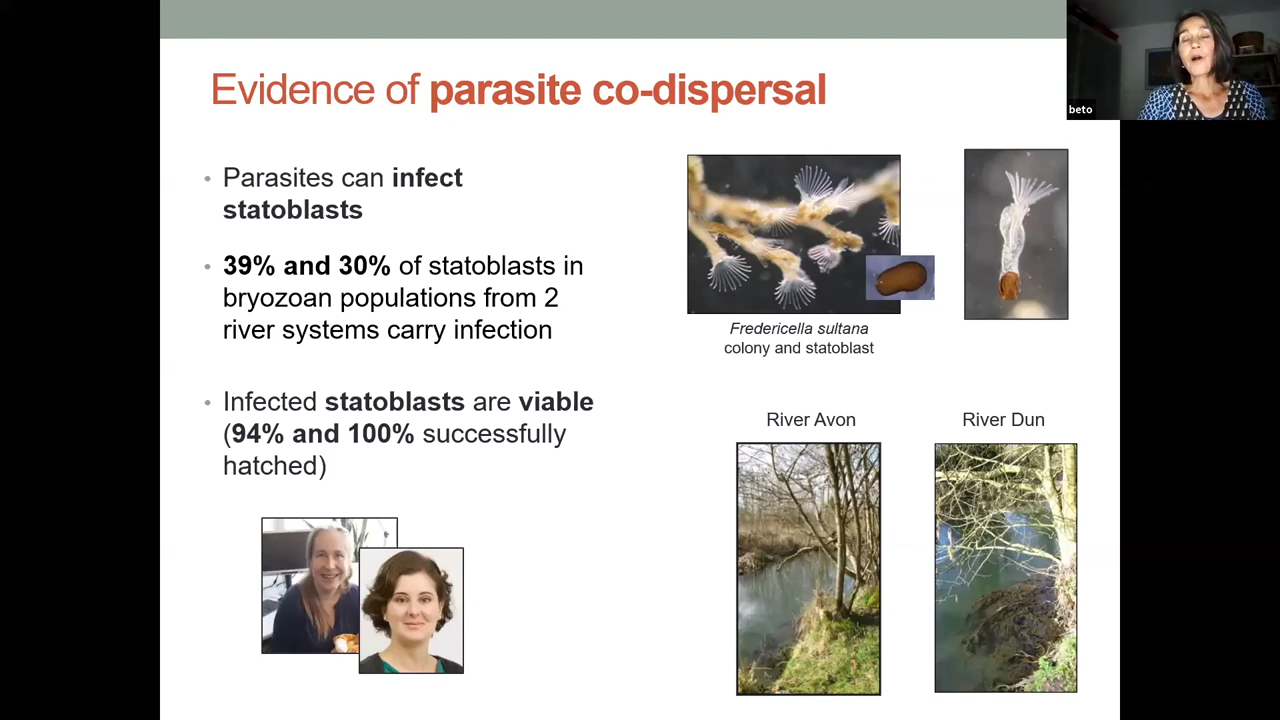 Evidence of parasite co-dispersal
beto
• Parasites can infect
statoblasts
• 39% and 30% of statoblasts in
bryozoan populations from 2
river systems carry infection
• Infected statoblasts are viable
(94% and 100% successfully
hatched)
Fredericella sultana
colony and statoblast
River Avon
River Dun